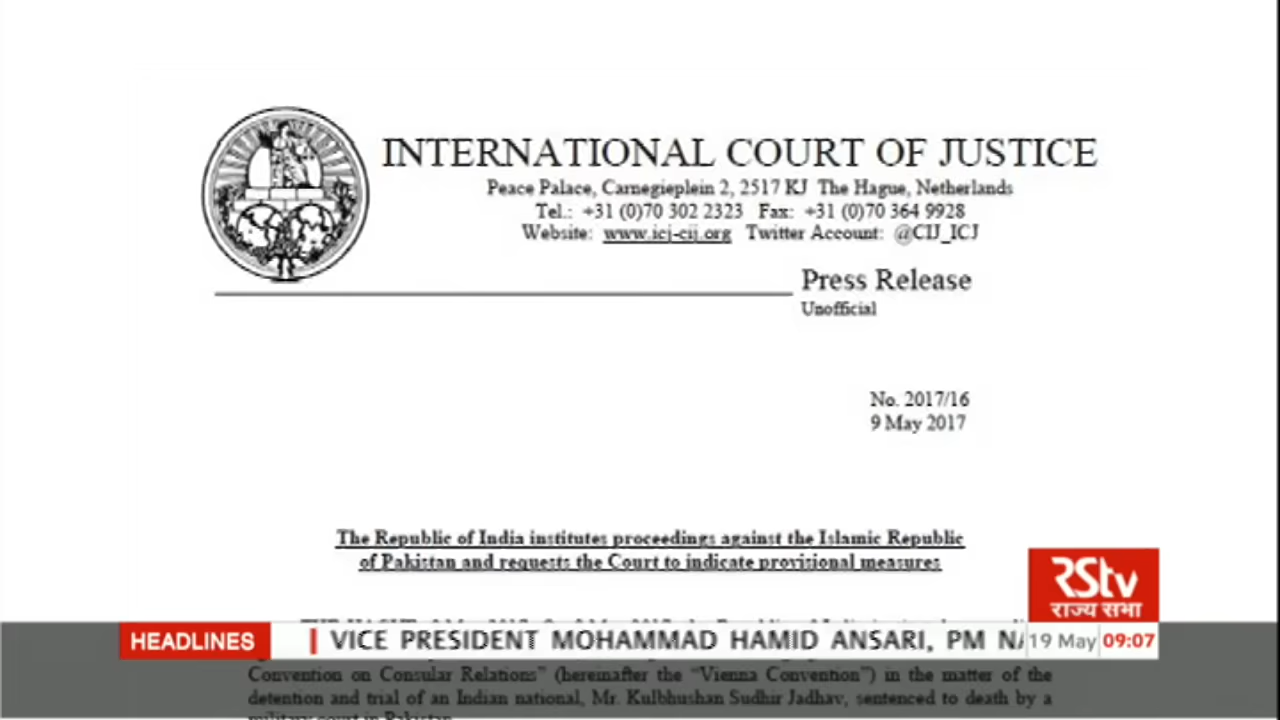 INTERNATIONAL COURT OF JUSTICE
Peace Palace, Carnegieplein 2, 2517 KJ The Hague, Netherlands
Tel.: +31 (0)70 302 2323 Fax: +31 (0)70 364 9928
Website: www.icj-cij.org Twitter Account: @CIJ_ICJ
Press Release
Unofficial
No. 2017/16
9 May 2017
The Republic of India institutes proceedings against the Islamic Republic
of Pakistan and requests the Court to indicate provisional measures
RStv
राज्य सभा
HEADLINES VICE PRESIDENT MOHAMMAD HAMID ANSARI, PM 19 May 09:07
Convention on Consular Relations” (hereinafter the “Vienna Convention”) in the matter of the
detention and trial of an Indian national, Mr. Kulbhushan Sudhir Jadhav, sentenced to death by a
military court in Pakistan